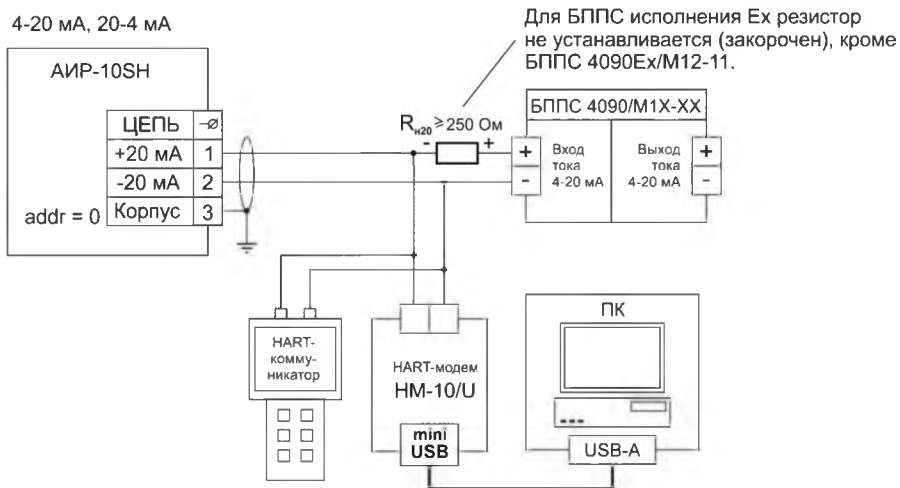 4-20 мА, 20-4 мА
Для БППС исполнения Ex резистор
не устанавливается (закорочен), кроме
БППС 4090Ex/М12-11.
АИР-10SH
ЦЕПЬ
+20 мА 1
-20 мА 2
addr = 0 Корпус 3
Rн20 ≥ 250 Ом
- +
БППС 4090/М1Х-ХХ
+ Вход
тока
- 4-20 мА
Выход +
тока
4-20 мА -
HART-
комму-
никатор
HART-модем
НМ-10/U
mini
USB
ПК
USB-A